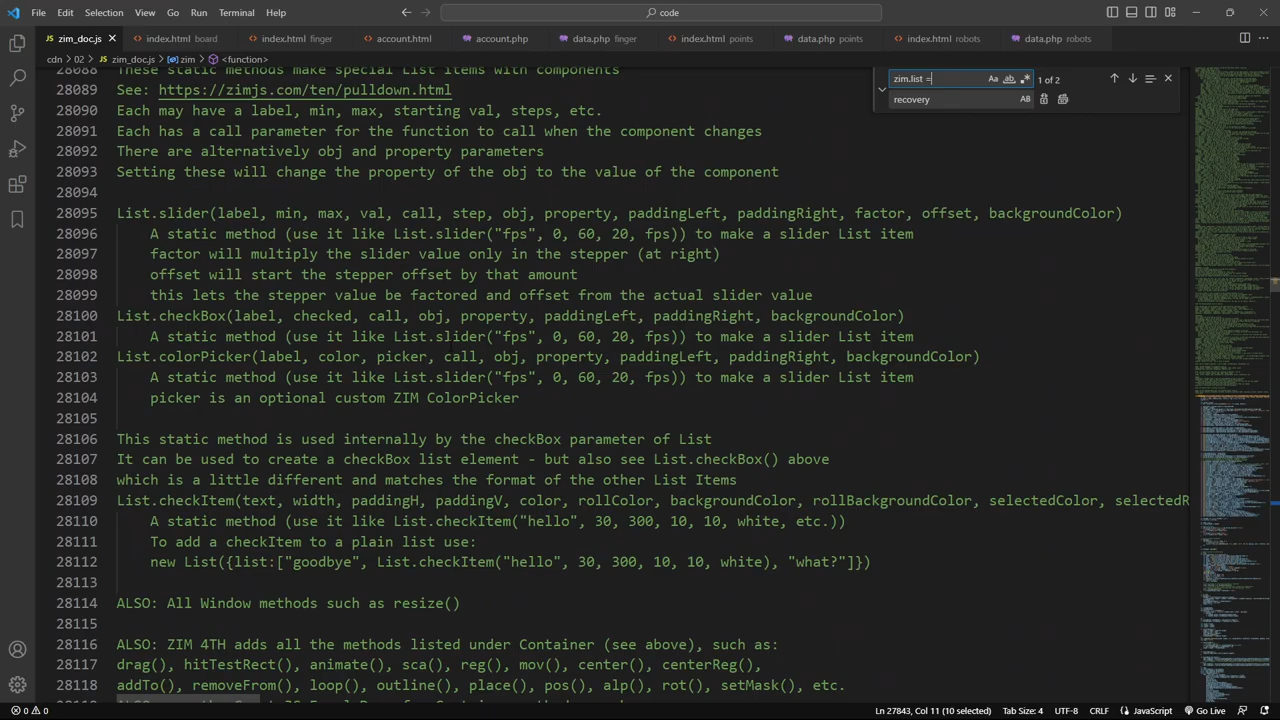 File Edit Selection View Go Run Terminal Help
code
zim_doc.js
index.html board
index.html finger
account.html
account.php
data.php finger
index.html points
data.php points
index.html robots
data.php robots
cdn > 02 > zim_doc.js > zim > <function>
zim.list =
Aa
ab
1 of 2
recovery
AB
28088 These static methods make special List items with components
28089 See: https://zimjs.com/ten/pulldown.html
28090 Each may have a label, min, max, starting val, steps, etc.
28091 Each has a call parameter for the function to call when the component changes
28092 There are alternatively obj and property parameters
28093 Setting these will change the property of the obj to the value of the component
28094
28095 List.slider(label, min, max, val, call, step, obj, property, paddingLeft, paddingRight, factor, offset, backgroundColor)
28096 A static method (use it like List.slider("fps", 0, 60, 20, fps)) to make a slider List item
28097 factor will multiply the slider value only in the stepper (at right)
28098 offset will start the stepper offset by that amount
28099 this lets the stepper value be factored and offset from the actual slider value
28100 List.checkBox(label, checked, call, obj, property, paddingLeft, paddingRight, backgroundColor)
28101 A static method (use it like List.slider("fps", 0, 60, 20, fps)) to make a slider List item
28102 List.colorPicker(label, color, picker, call, obj, property, paddingLeft, paddingRight, backgroundColor)
28103 A static method (use it like List.slider("fps", 0, 60, 20, fps)) to make a slider List item
28104 picker is an optional custom ZIM ColorPicker
28105
28106 This static method is used internally by the checkBox parameter of List
28107 It can be used to create a checkBox list element but also see List.checkBox() above
28108 which is a little different and matches the format of the other List Items
28109 List.checkItem(text, width, paddingH, paddingV, color, rollColor, backgroundColor,rollBackgroundColor,selectedColor, selectedR
28110 A static method (use it like List.checkItem("hello", 30, 300, 10, 10, white, etc.))
28111 To add a checkItem to a plain list use:
28112
28113
28114 ALSO: All Window methods such as resize()
28115
28116 ALSO: ZIM 4TH adds all the methods listed under Container (see above), such as:
28117 drag(), hitTestRect(), animate(), sca(), reg(), mov(), center(), centerReg(),
28118 addTo(), removeFrom(), loop(), outline(), place(), pos(), alp(), rot(), setMask(), etc.
0 0
Ln 27843, Col 11 (10 selected) Tab Size: 4 UTF-8 CRLF JavaScript Go Live